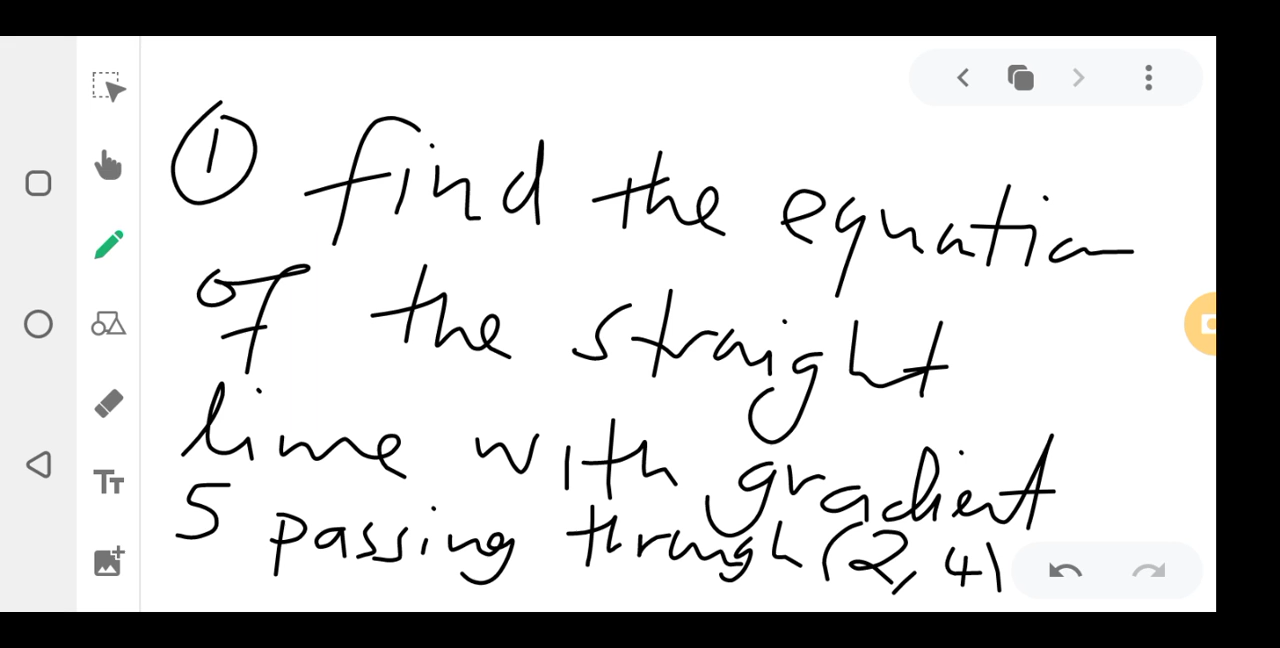 ① find the equation
of the straight
line with gradient
5 passing through (2, 4)